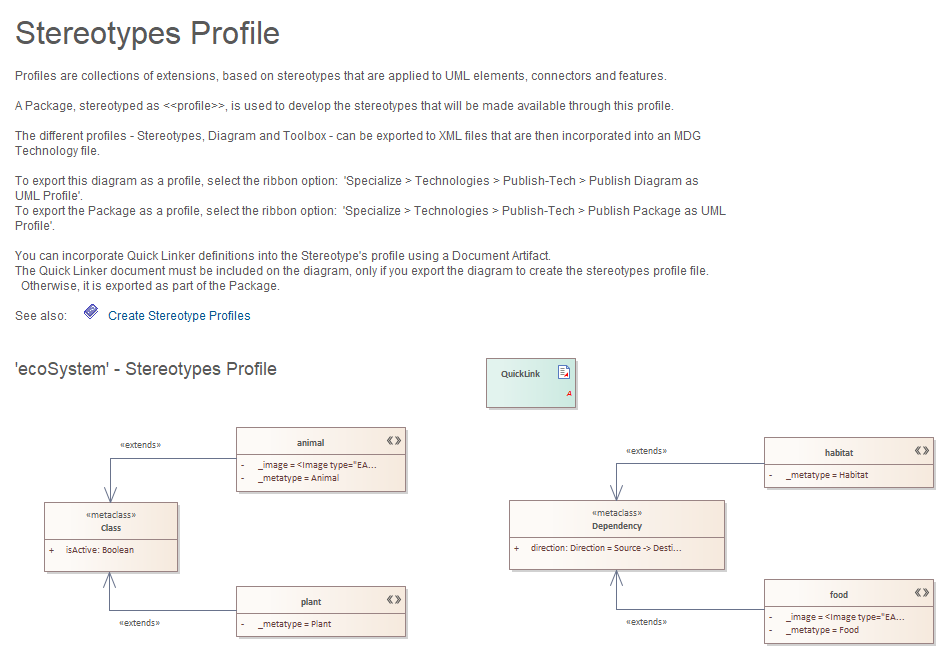 Stereotypes Profile
Profiles are collections of extensions, based on stereotypes that are applied to UML elements, connectors and features.
A Package, stereotyped as <<profile>>, is used to develop the stereotypes that will be made available through this profile.
The different profiles - Stereotypes, Diagram and Toolbox - can be exported to XML files that are then incorporated into an MDG
Technology file.
To export this diagram as a profile, select the ribbon option:  'Specialize > Technologies > Publish-Tech > Publish Diagram as
UML Profile'.
To export the Package as a profile, select the ribbon option:  'Specialize > Technologies > Publish-Tech > Publish Package as UML
Profile'.
You can incorporate Quick Linker definitions into the Stereotype's profile using a Document Artifact.
The Quick Linker document must be included on the diagram, only if you export the diagram to create the stereotypes profile file.
Otherwise, it is exported as part of the Package.
See also: Create Stereotype Profiles
'ecoSystem' - Stereotypes Profile
QuickLink
A
«extends»
animal «»
- _image = <Image type="EA...
- _metatype = Animal
«metaclass»
Class
+ isActive: Boolean
plant «»
- _metatype = Plant
«extends»
«extends»
habitat «»
- _metatype = Habitat
«metaclass»
Dependency
+ direction: Direction = Source -> Desti...
food «»
- _image = <Image type="EA...
- _metatype = Food
«extends»